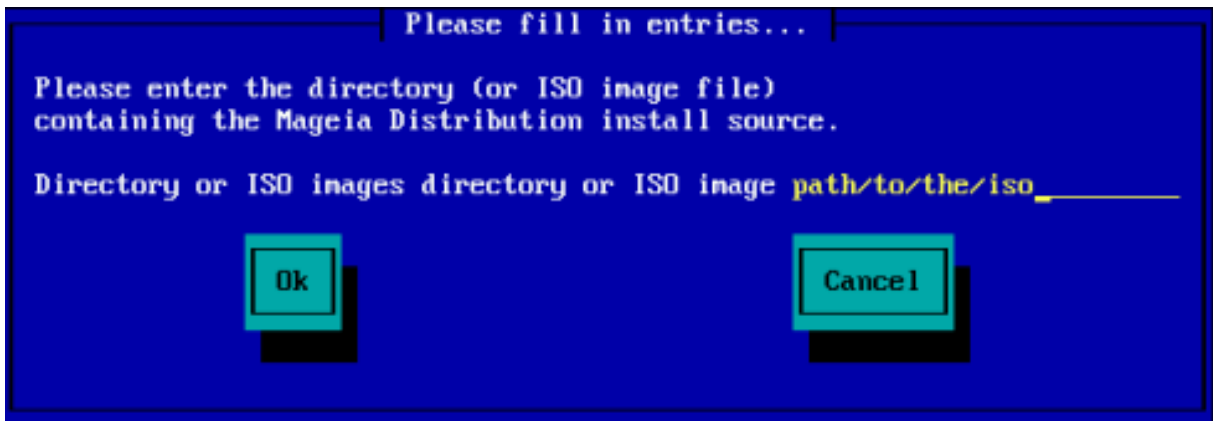 Please fill in entries...
Please enter the directory (or ISO image file)
containing the Mageia Distribution install source.
Directory or ISO images directory or ISO image path/to/the/iso_________
Ok Cancel